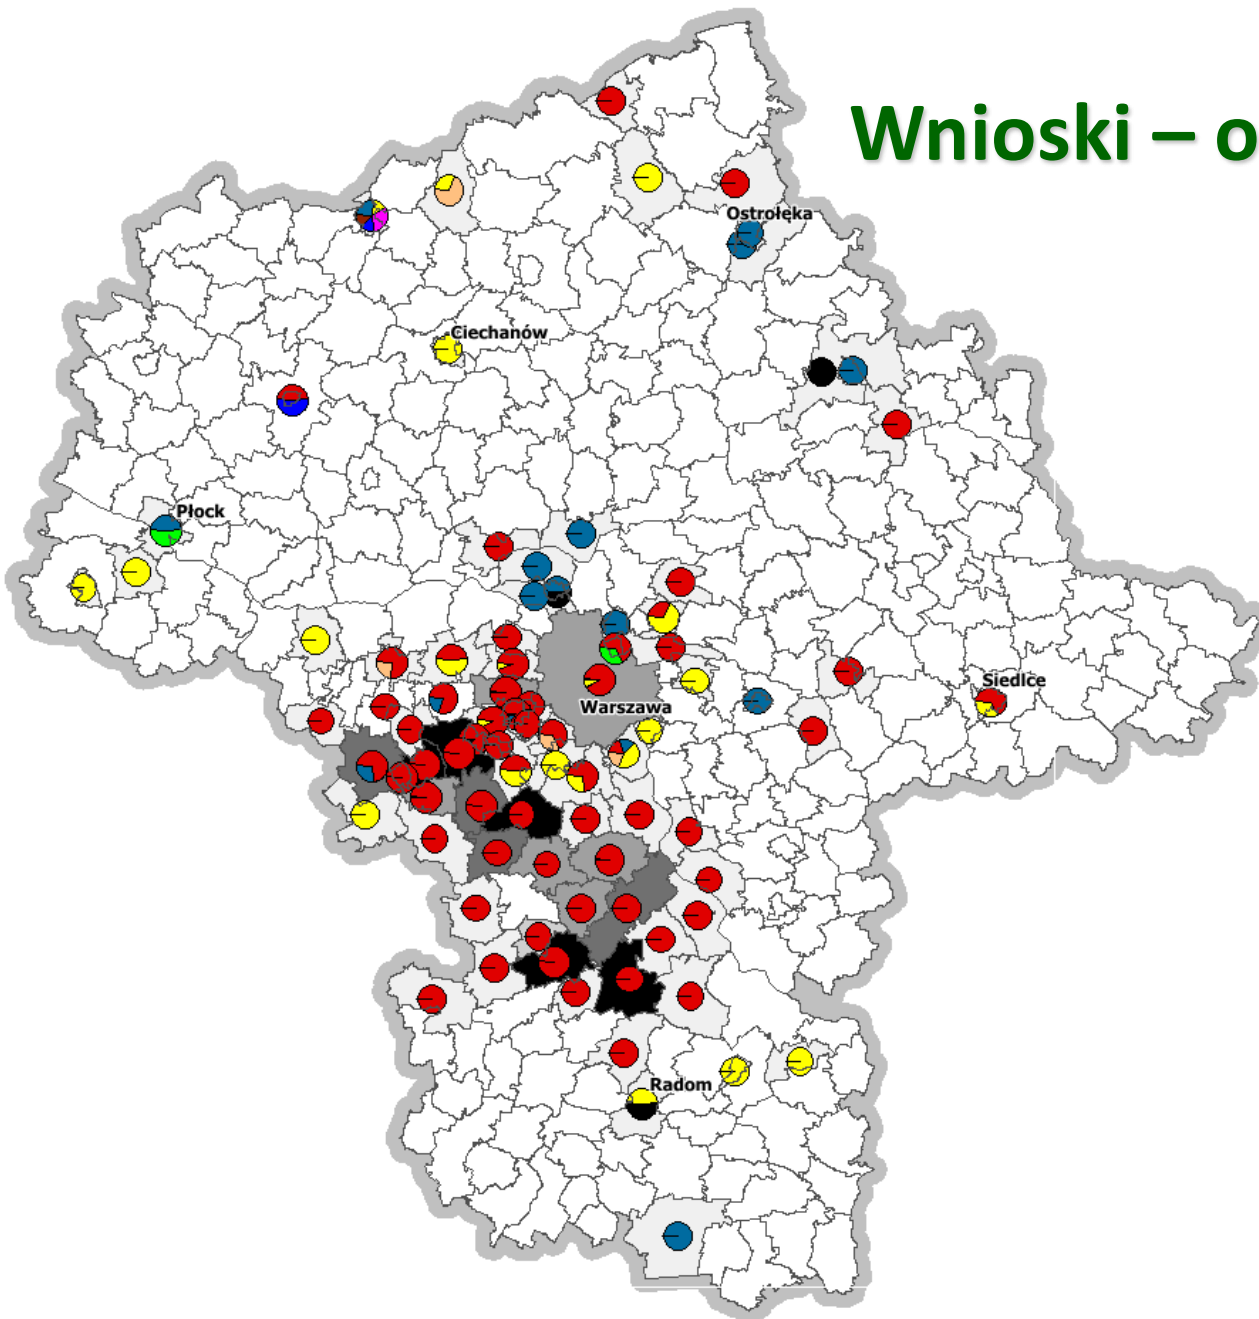 Wnioski – o
Ostrołęka
Ciechanów
Płock
Siedlce
Warszawa
Radom